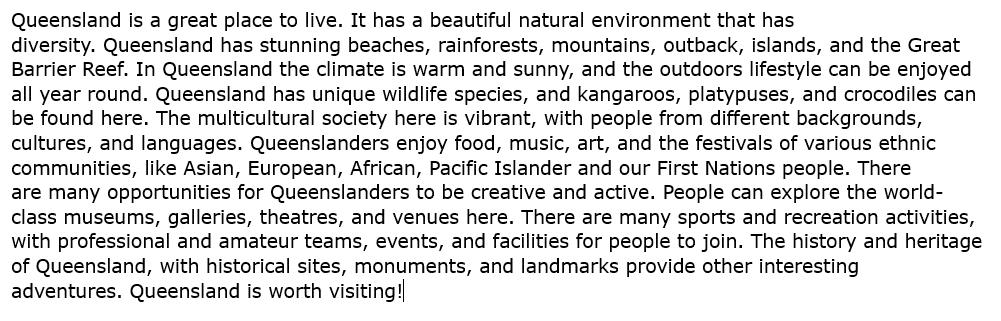 Queensland is a great place to live. It has a beautiful natural environment that has
diversity. Queensland has stunning beaches, rainforests, mountains, outback, islands, and the Great
Barrier Reef. In Queensland the climate is warm and sunny, and the outdoors lifestyle can be enjoyed
all year round. Queensland has unique wildlife species, and kangaroos, platypuses, and crocodiles can
be found here. The multicultural society here is vibrant, with people from different backgrounds,
cultures, and languages. Queenslanders enjoy food, music, art, and the festivals of various ethnic
communities, like Asian, European, African, Pacific Islander and our First Nations people. There
are many opportunities for Queenslanders to be creative and active. People can explore the world-
class museums, galleries, theatres, and venues here. There are many sports and recreation activities,
with professional and amateur teams, events, and facilities for people to join. The history and heritage
of Queensland, with historical sites, monuments, and landmarks provide other interesting
adventures. Queensland is worth visiting!